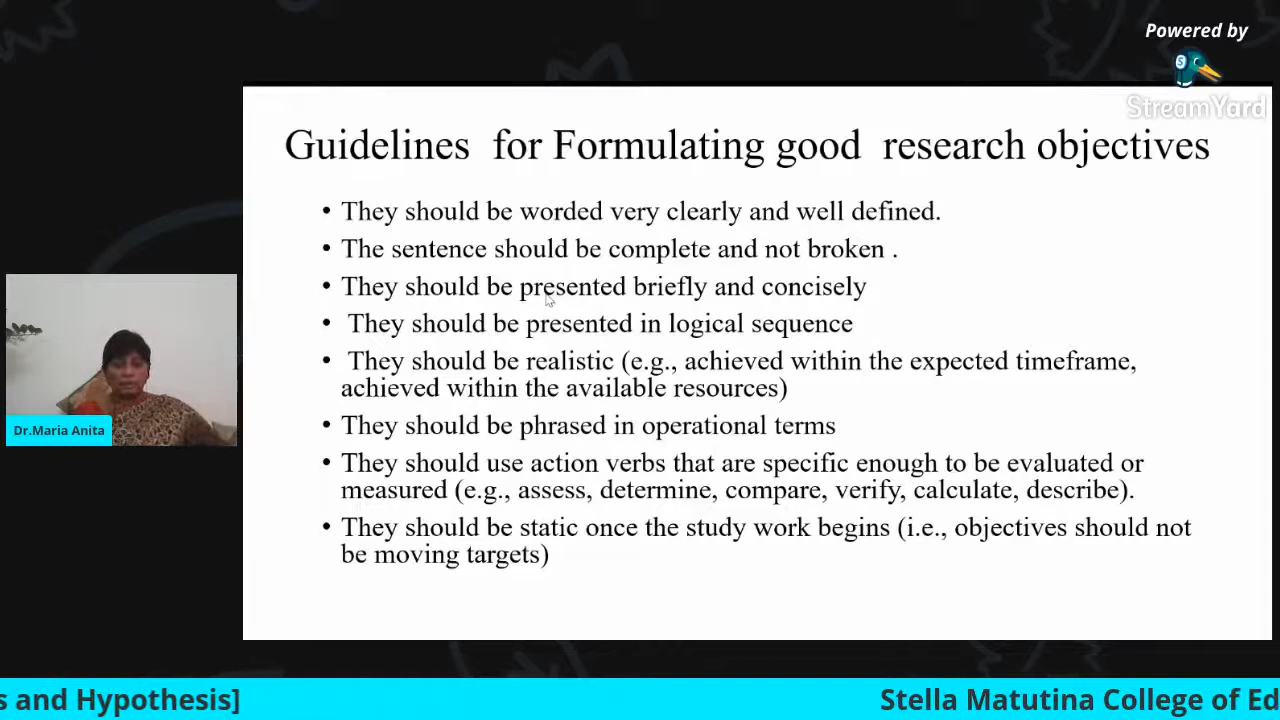 Powered by
StreamYard
Guidelines for Formulating good research objectives
• They should be worded very clearly and well defined.
• The sentence should be complete and not broken .
• They should be presented briefly and concisely
• They should be presented in logical sequence
• They should be realistic (e.g., achieved within the expected timeframe,
achieved within the available resources)
• They should be phrased in operational terms
• They should use action verbs that are specific enough to be evaluated or
measured (e.g., assess, determine, compare, verify, calculate, describe).
• They should be static once the study work begins (i.e., objectives should not
be moving targets)
Dr.Maria Anita
s and Hypothesis] Stella Matutina College of Ed